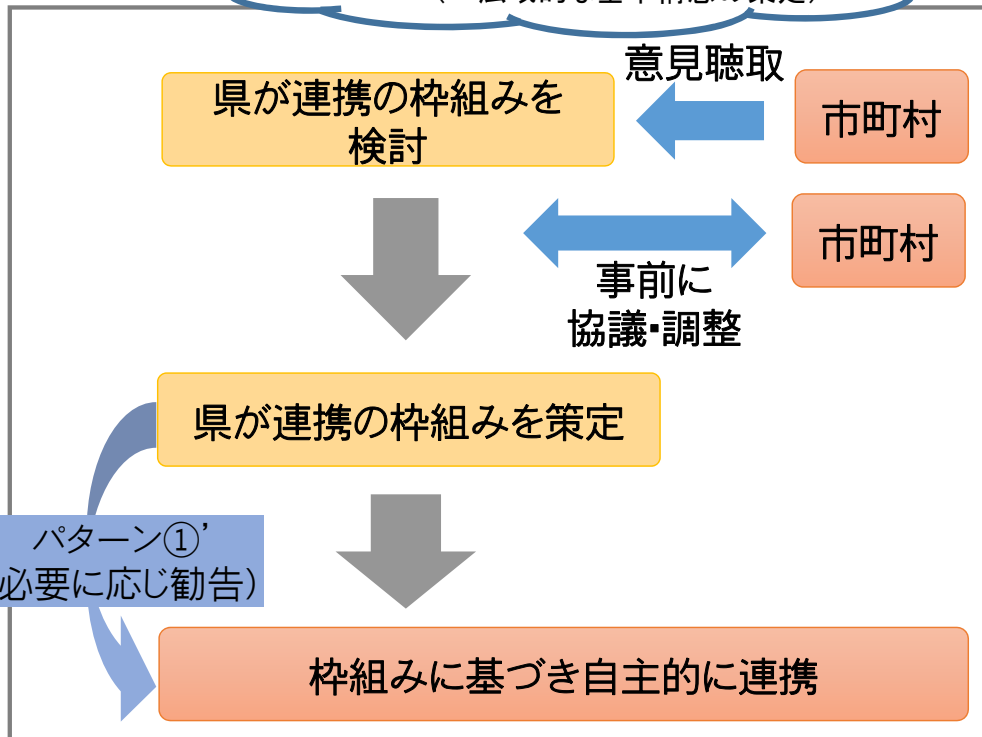 意見聴取
県が連携の枠組みを
検討
市町村
市町村
事前に
協議・調整
県が連携の枠組みを策定
パターン①’
必要に応じ勧告）
枠組みに基づき自主的に連携